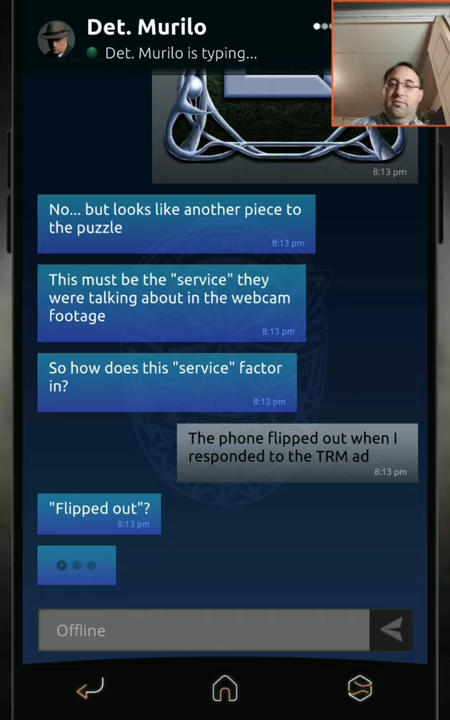 Det. Murilo
Det. Murilo is typing...
8:13 pm
No... but looks like another piece to
the puzzle
8:13 pm
This must be the "service" they
were talking about in the webcam
footage
8:13 pm
So how does this "service" factor
in?
8:13 pm
The phone flipped out when I
responded to the TRM ad
8:13 pm
"Flipped out"?
8:13 pm
Offline